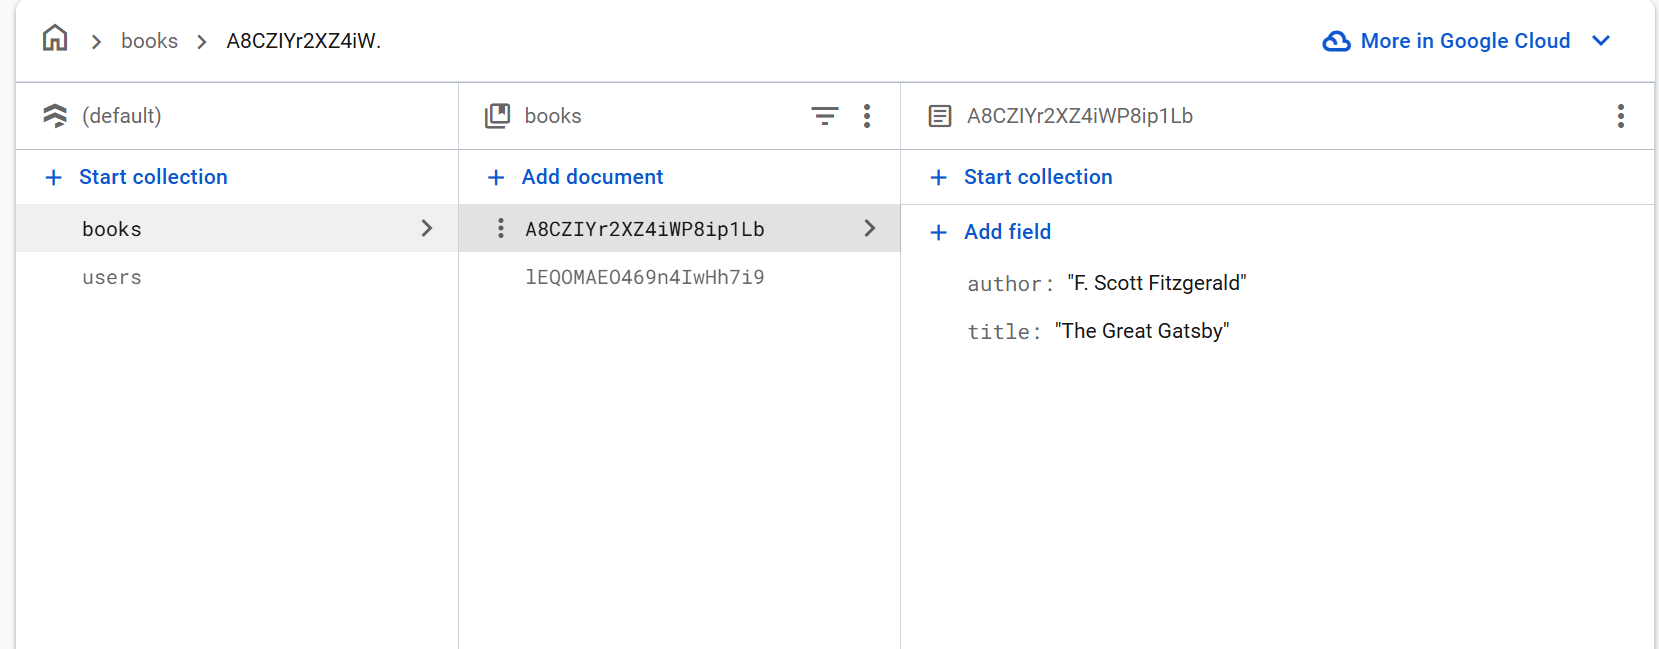 books A8CZIYr2XZ4iW. More in Google Cloud
(default) books A8CZIYr2XZ4iWP8ip1Lb
+ Start collection + Add document + Start collection
books A8CZIYr2XZ4iWP8ip1Lb + Add field
users lEQOMAEO469n4IwHh7i9
author: "F. Scott Fitzgerald"
title: "The Great Gatsby"